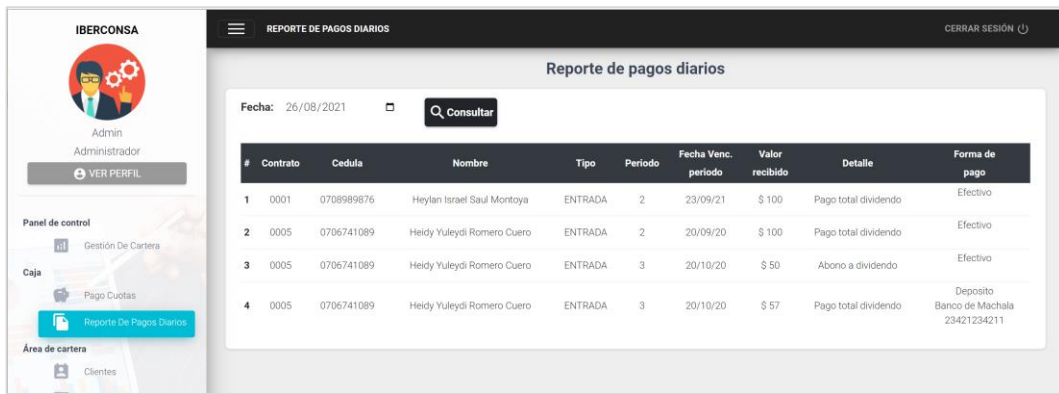 IBERCONSA
Admin
Administrador
VER PERFIL
Panel de control
Gestión De Cartera
Caja
Pago Cuotas
Reporte De Pagos Diarios
Área de cartera
Clientes
REPORTE DE PAGOS DIARIOS
CERRAR SESIÓN
Reporte de pagos diarios
Fecha: 26/08/2021 Consultar
# Contrato Cedula Nombre Tipo Periodo Fecha Venc. periodo Valor recibido Detalle Forma de pago
1 0001 0708989876 Heylan Israel Saul Montoya ENTRADA 2 23/09/21 $ 100 Pago total dividendo Efectivo
2 0005 0706741089 Heidy Yuleydi Romero Cuero ENTRADA 2 20/09/20 $ 100 Pago total dividendo Efectivo
3 0005 0706741089 Heidy Yuleydi Romero Cuero ENTRADA 3 20/10/20 $ 50 Abono a dividendo Efectivo
4 0005 0706741089 Heidy Yuleydi Romero Cuero ENTRADA 3 20/10/20 $ 57 Pago total dividendo Deposito
Banco de Machala
23421234211